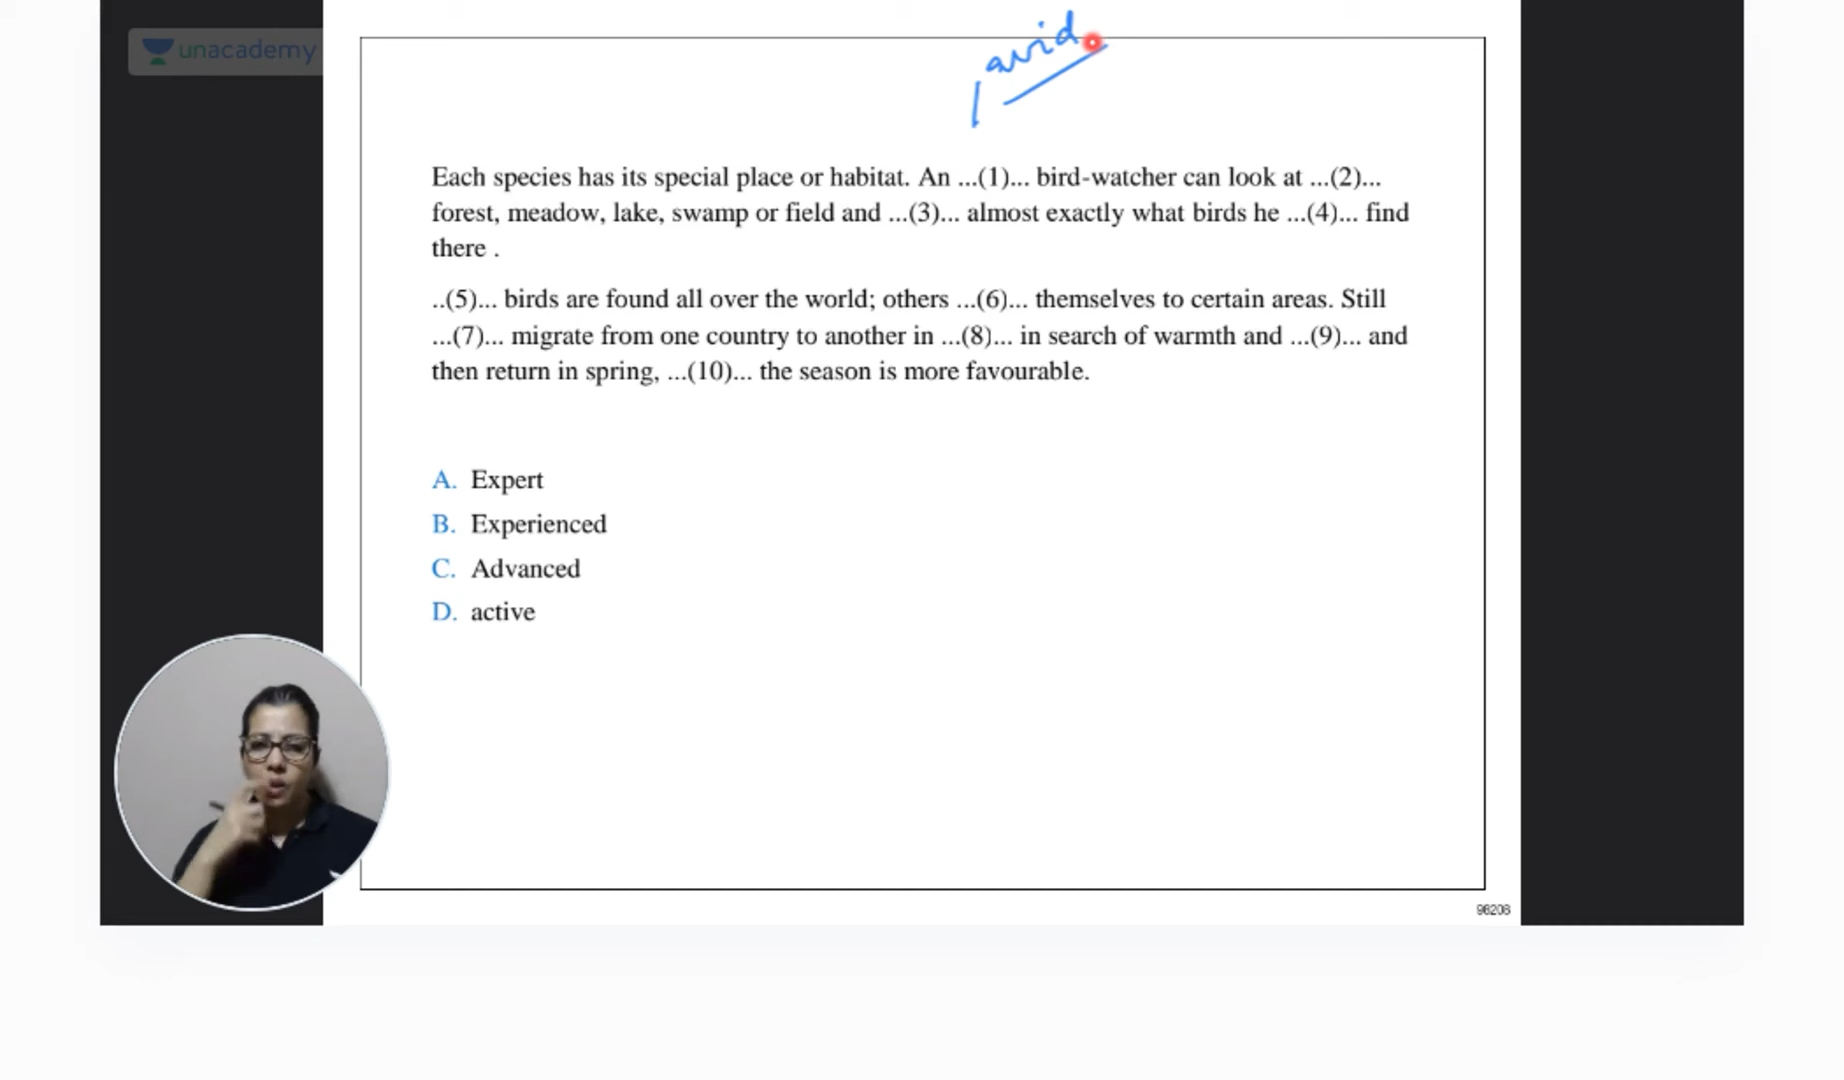 unacademy
avid
Each species has its special place or habitat. An ...(1)... bird-watcher can look at ...(2)...
forest, meadow, lake, swamp or field and ...(3)... almost exactly what birds he ...(4)... find
there .
..(5)... birds are found all over the world; others ...(6)... themselves to certain areas. Still
...(7)... migrate from one country to another in ...(8)... in search of warmth and ...(9)... and
then return in spring, ...(10)... the season is more favourable.
A. Expert
B. Experienced
C. Advanced
D. active
98208